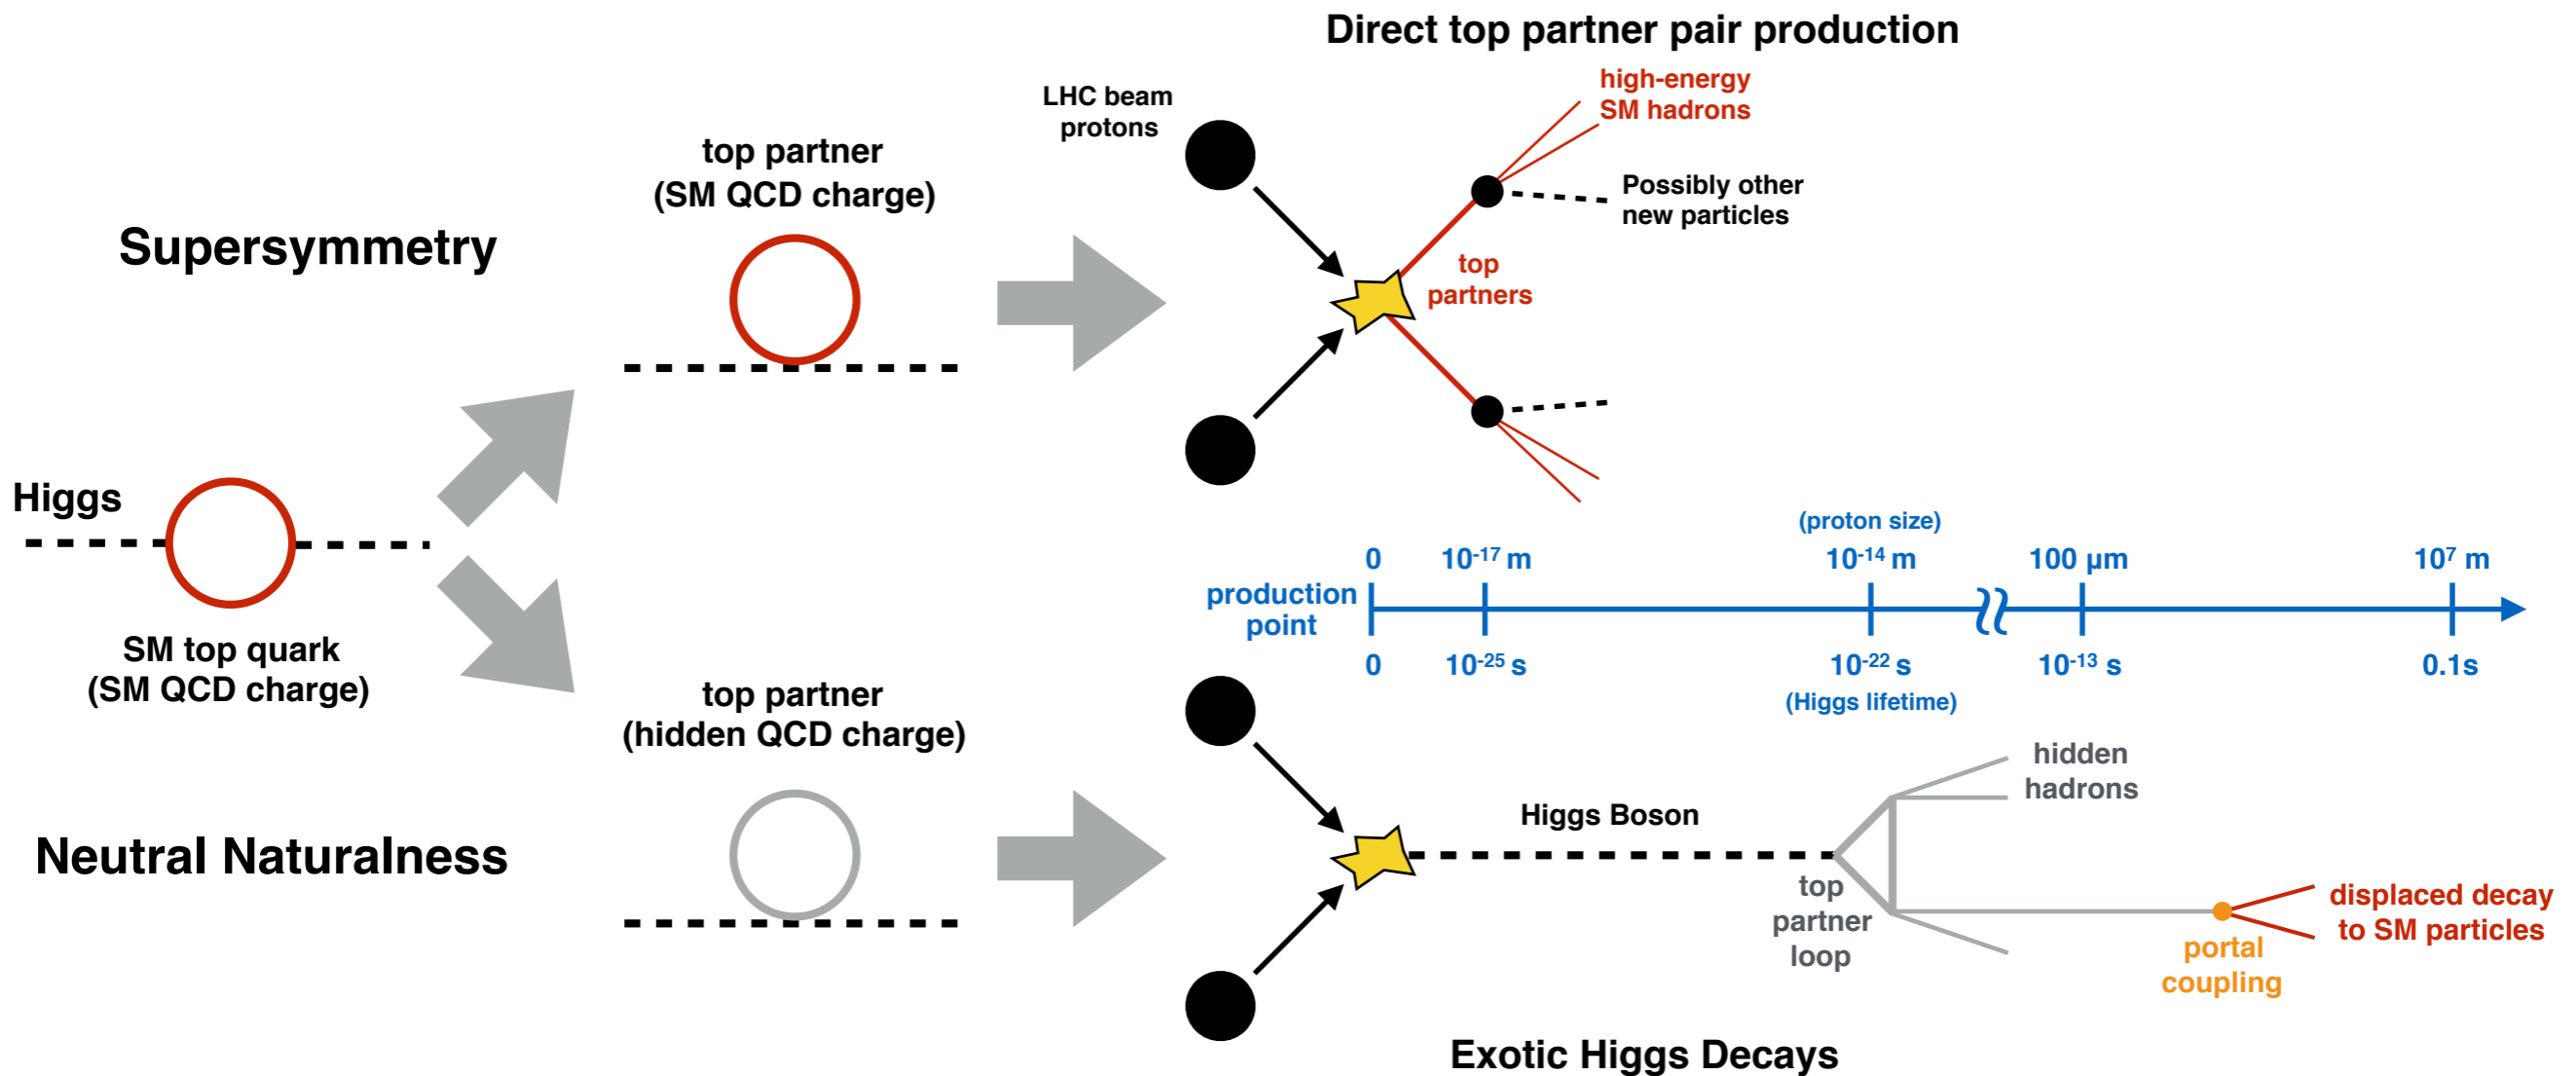 Direct top partner pair production
high-energy
SM hadrons
LHC beam
protons
top partner
(SM QCD charge)
Possibly other
new particles
Supersymmetry
top
partners
Higgs
SM top quark
(SM QCD charge)
(proton size)
0 10⁻¹⁷ m 10⁻¹⁴ m 100 µm 10⁷ m
production
point
0 10⁻²⁵ s 10⁻²² s 10⁻¹³ s 0.1s
(Higgs lifetime)
top partner
(hidden QCD charge)
hidden
hadrons
Higgs Boson
Neutral Naturalness
top
partner
loop
displaced decay
to SM particles
portal
coupling
Exotic Higgs Decays